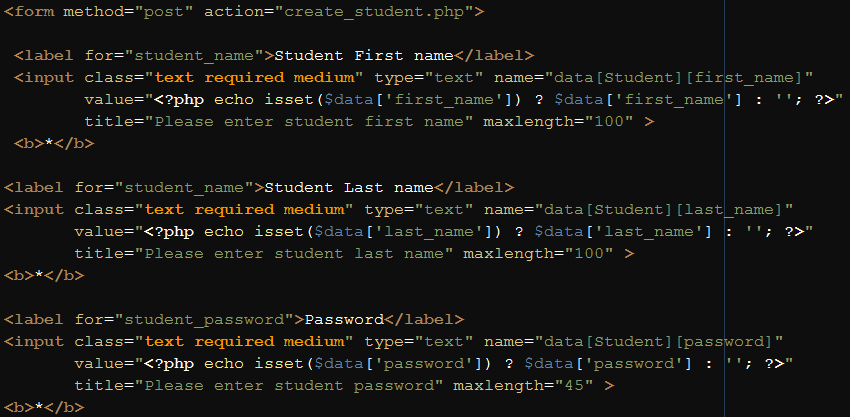 <form method="post" action="create_student.php">
<label for="student_name">Student First name</label>
<input class="text required medium" type="text" name="data[Student][first_name]"
value="<?php echo isset($data['first_name']) ? $data['first_name'] : ''; ?>"
title="Please enter student first name" maxlength="100" >
<b>*</b>
<label for="student_name">Student Last name</label>
<input class="text required medium" type="text" name="data[Student][last_name]"
value="<?php echo isset($data['last_name']) ? $data['last_name'] : ''; ?>"
title="Please enter student last name" maxlength="100" >
<b>*</b>
<label for="student_password">Password</label>
<input class="text required medium" type="text" name="data[Student][password]"
value="<?php echo isset($data['password']) ? $data['password'] : ''; ?>"
title="Please enter student password" maxlength="45" >
<b>*</b>